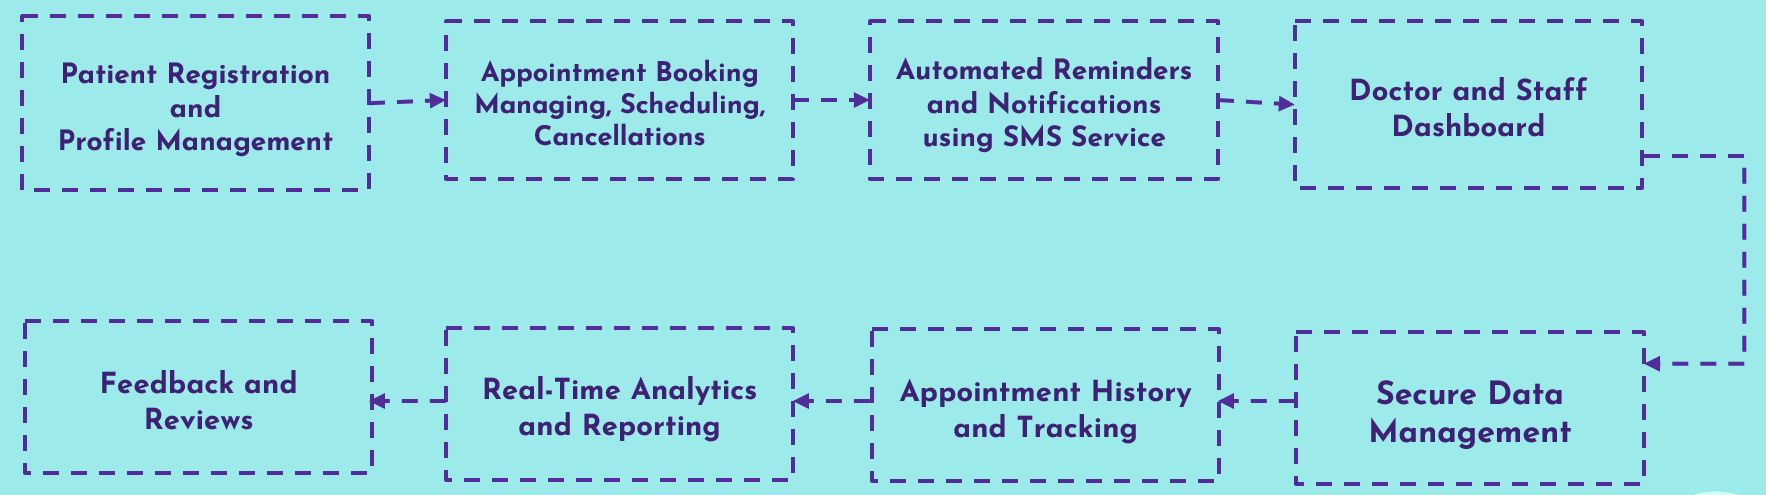 Patient Registration
and
Profile Management
Appointment Booking
Managing, Scheduling,
Cancellations
Automated Reminders
and Notifications
using SMS Service
Doctor and Staff
Dashboard
Secure Data
Management
Appointment History
and Tracking
Real-Time Analytics
and Reporting
Feedback and
Reviews